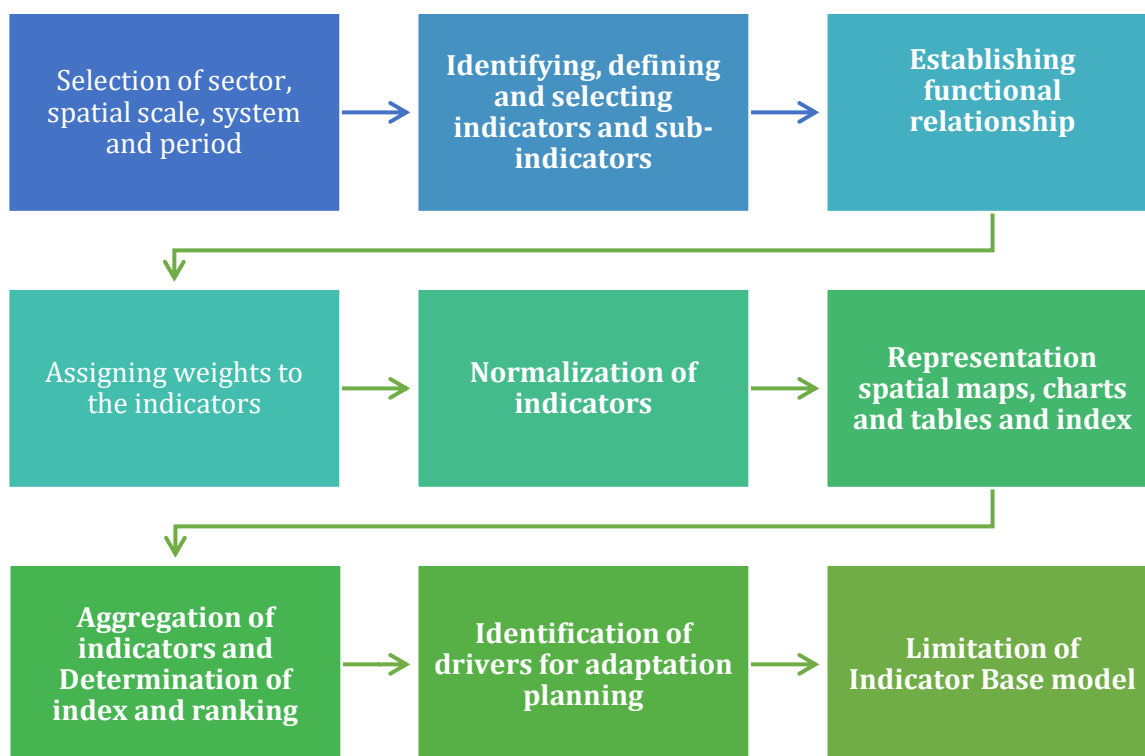 Selection of sector,
spatial scale, system
and period
Identifying, defining
and selecting
indicators and sub-
indicators
Establishing
functional
relationship
Assigning weights to
the indicators
Normalization of
indicators
Representation
spatial maps, charts
and tables and index
Aggregation of
indicators and
Determination of
index and ranking
Identification of
drivers for adaptation
planning
Limitation of
Indicator Base model